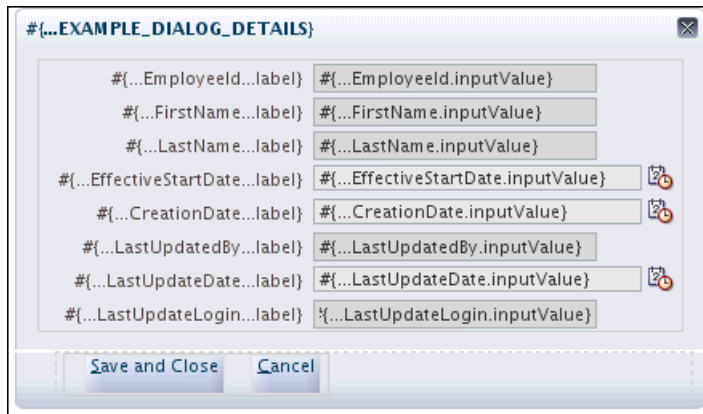 #{...EXAMPLE_DIALOG_DETAILS}
#{...EmployeeId...label} #{...EmployeeId.inputValue}
#{...FirstName...label} #{...FirstName.inputValue}
#{...LastName...label} #{...LastName.inputValue}
#{...EffectiveStartDate...label} #{...EffectiveStartDate.inputValue}
#{...CreationDate...label} #{...CreationDate.inputValue}
#{...LastUpdatedBy...label} #{...LastUpdatedBy.inputValue}
#{...LastUpdateDate...label} #{...LastUpdateDate.inputValue}
#{...LastUpdateLogin...label} {...LastUpdateLogin.inputValue}
Save and Close Cancel